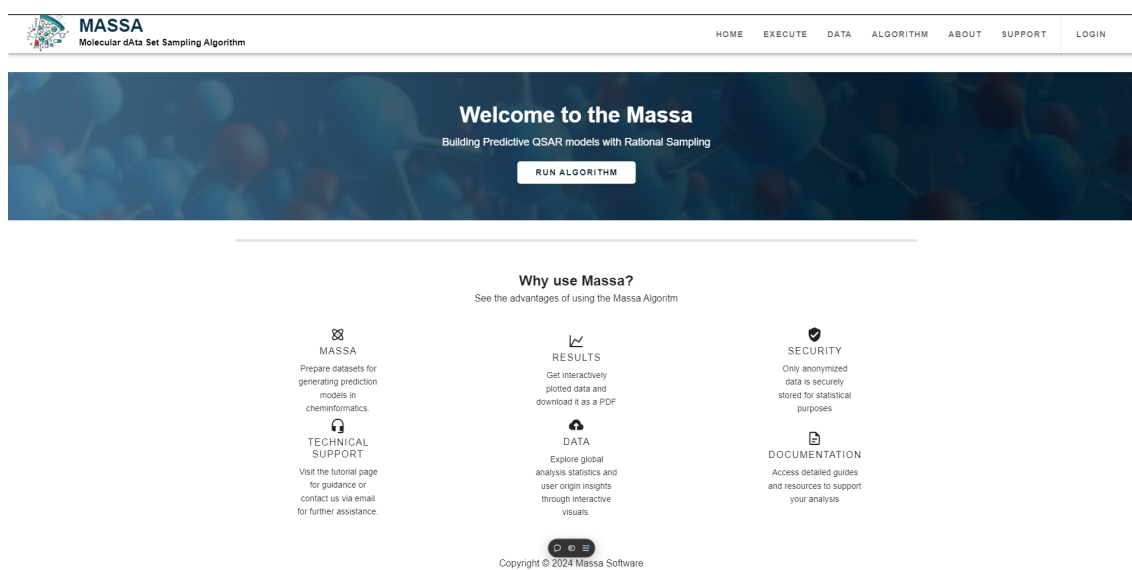 MASSA
Molecular dAta Set Sampling Algorithm
HOME EXECUTE DATA ALGORITHM ABOUT SUPPORT LOGIN
Welcome to the Massa
Building Predictive QSAR models with Rational Sampling
RUN ALGORITHM
Why use Massa?
See the advantages of using the Massa Algoritm
MASSA
Prepare datasets for
generating prediction
models in
cheminformatics.
RESULTS
Get interactively
plotted data and
download it as a PDF
SECURITY
Only anonymized
data is securely
stored for statistical
purposes
TECHNICAL
SUPPORT
Visit the tutorial page
for guidance or
contact us via email
for further assistance.
DATA
Explore global
analysis statistics and
user origin insights
through interactive
visuals.
DOCUMENTATION
Access detailed guides
and resources to support
your analysis
Copyright © 2024 Massa Software